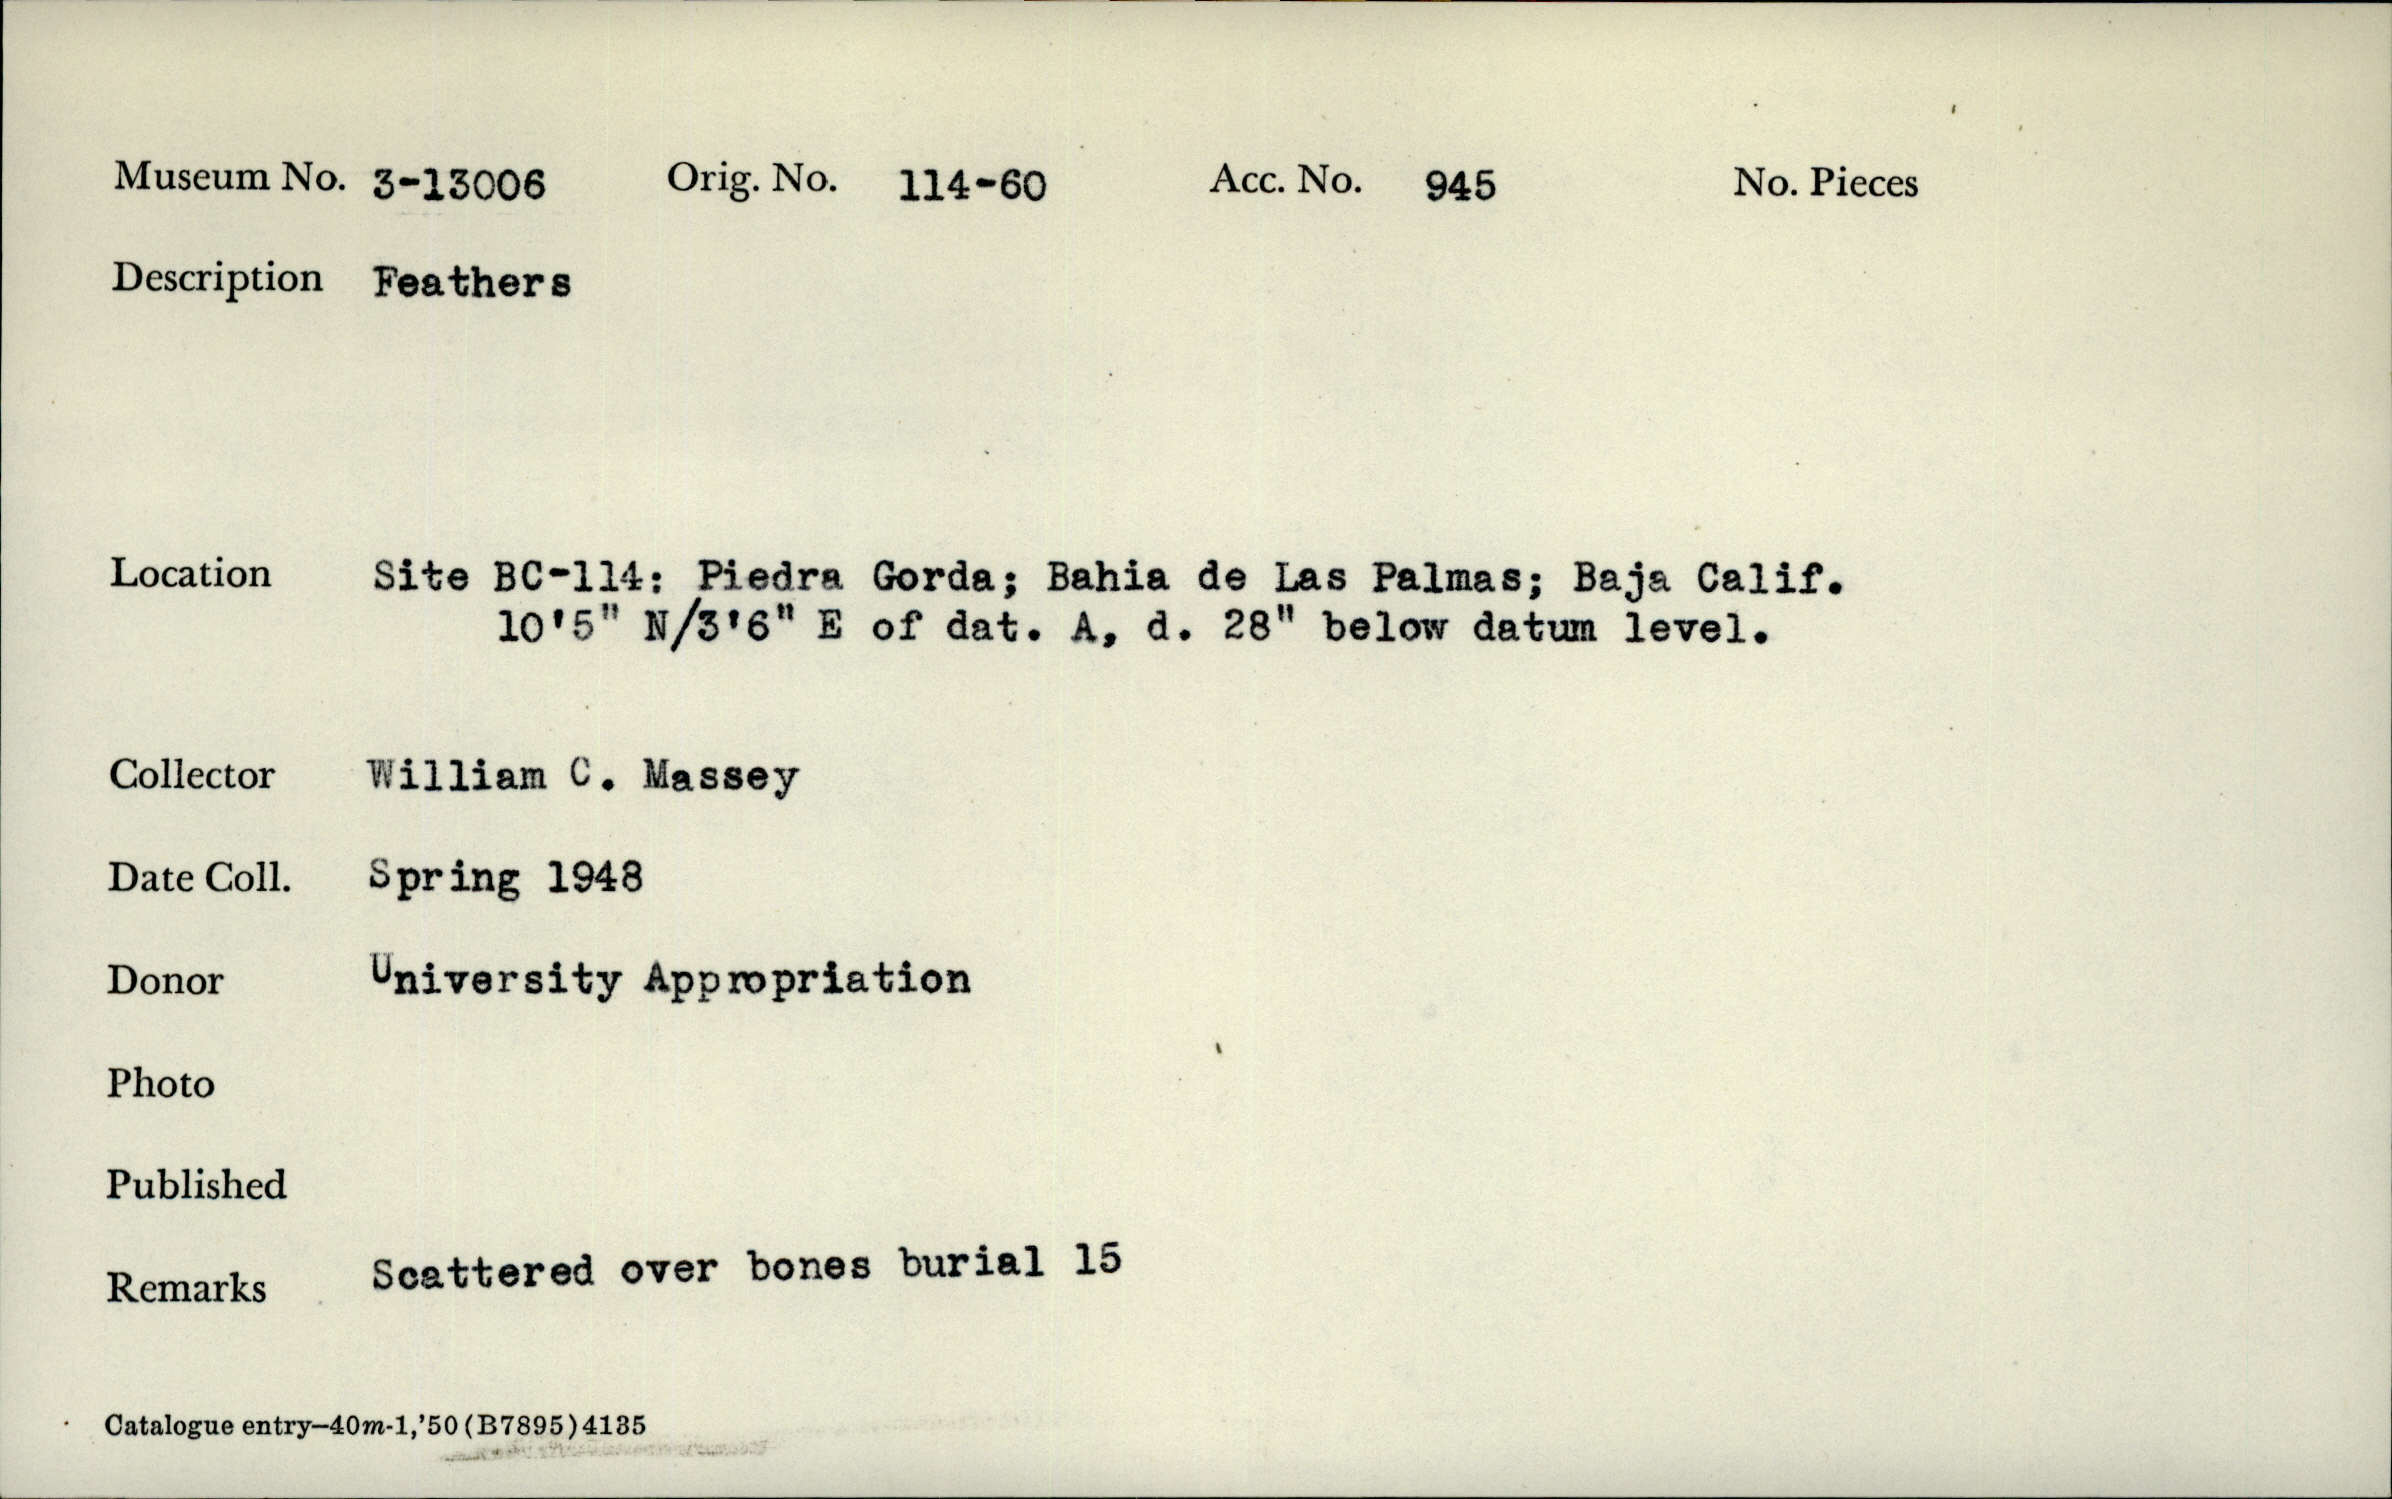 Museum No. 3-13006 Orig. No. 114-60 Acc. No. 945 No. Pieces
Description Feathers
Location Site BC-114: Piedra Gorda; Bahia de Las Palmas; Baja Calif.
10'5" N/3'6" E of dat. A, d. 28" below datum level.
Collector William C. Massey
Date Coll. Spring 1948
Donor University Appropriation
Photo
Published
Remarks Scattered over bones burial 15
Catalogue entry—40m-1,'50(B7895)4135